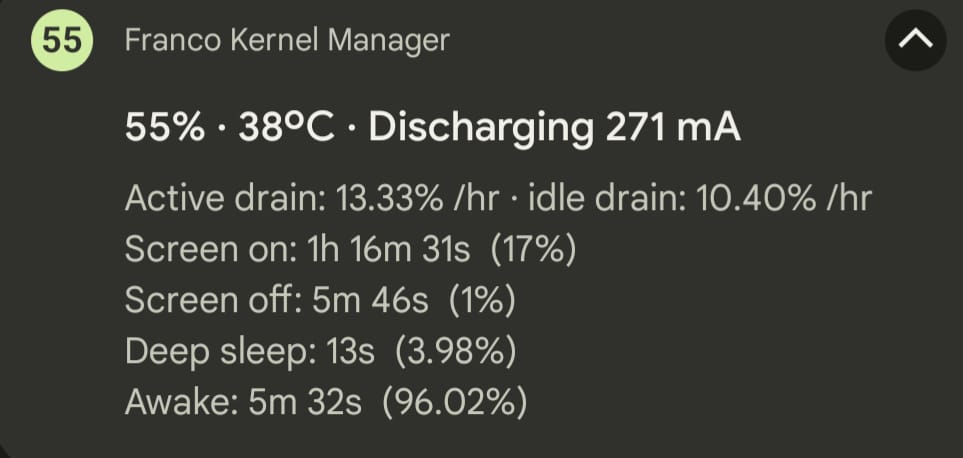 55 Franco Kernel Manager
55% · 38ºC · Discharging 271 mA
Active drain: 13.33% /hr · idle drain: 10.40% /hr
Screen on: 1h 16m 31s (17%)
Screen off: 5m 46s (1%)
Deep sleep: 13s (3.98%)
Awake: 5m 32s (96.02%)